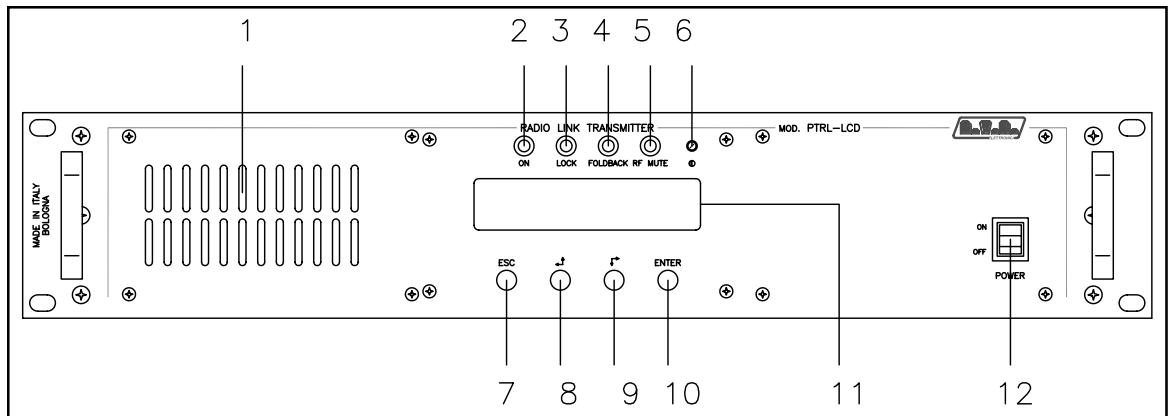 1 2 3 4 5 6
RADIO LINK TRANSMITTER
MOD. PTRL-LCD
R.V.R.
ELETTRONICA
ON LOCK FOLDBACK RF MUTE
MADE IN ITALY
BOLOGNA
ON
OFF
POWER
ESC ENTER
7 8 9 10 11 12